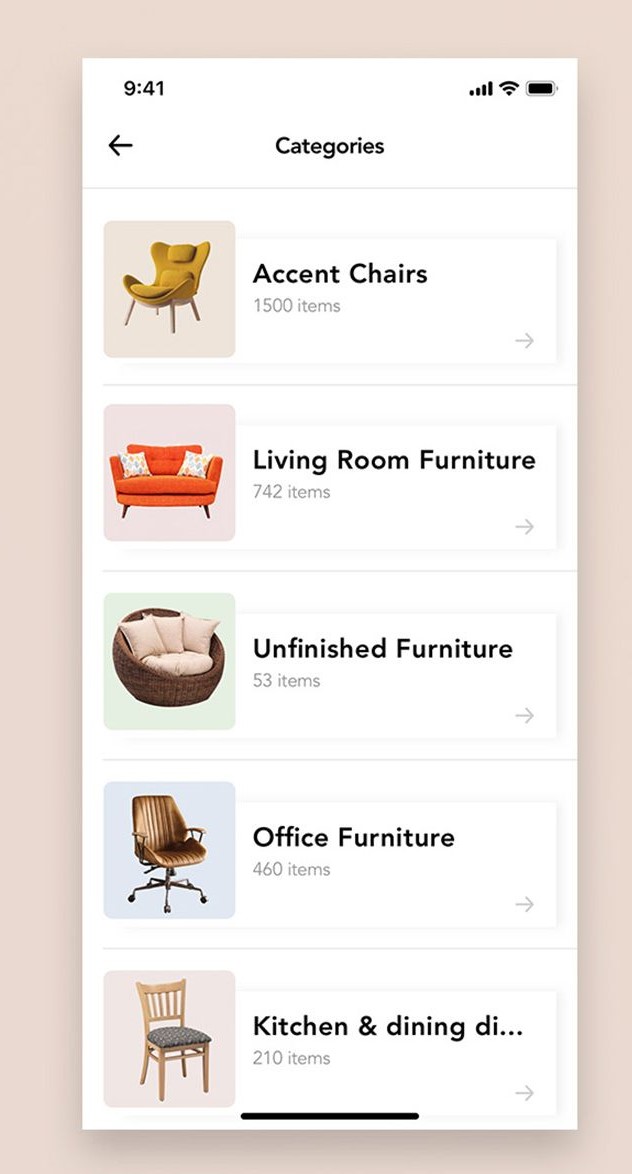 9:41
Categories
Accent Chairs
1500 items
Living Room Furniture
742 items
Unfinished Furniture
53 items
Office Furniture
460 items
Kitchen & dining di...
210 items